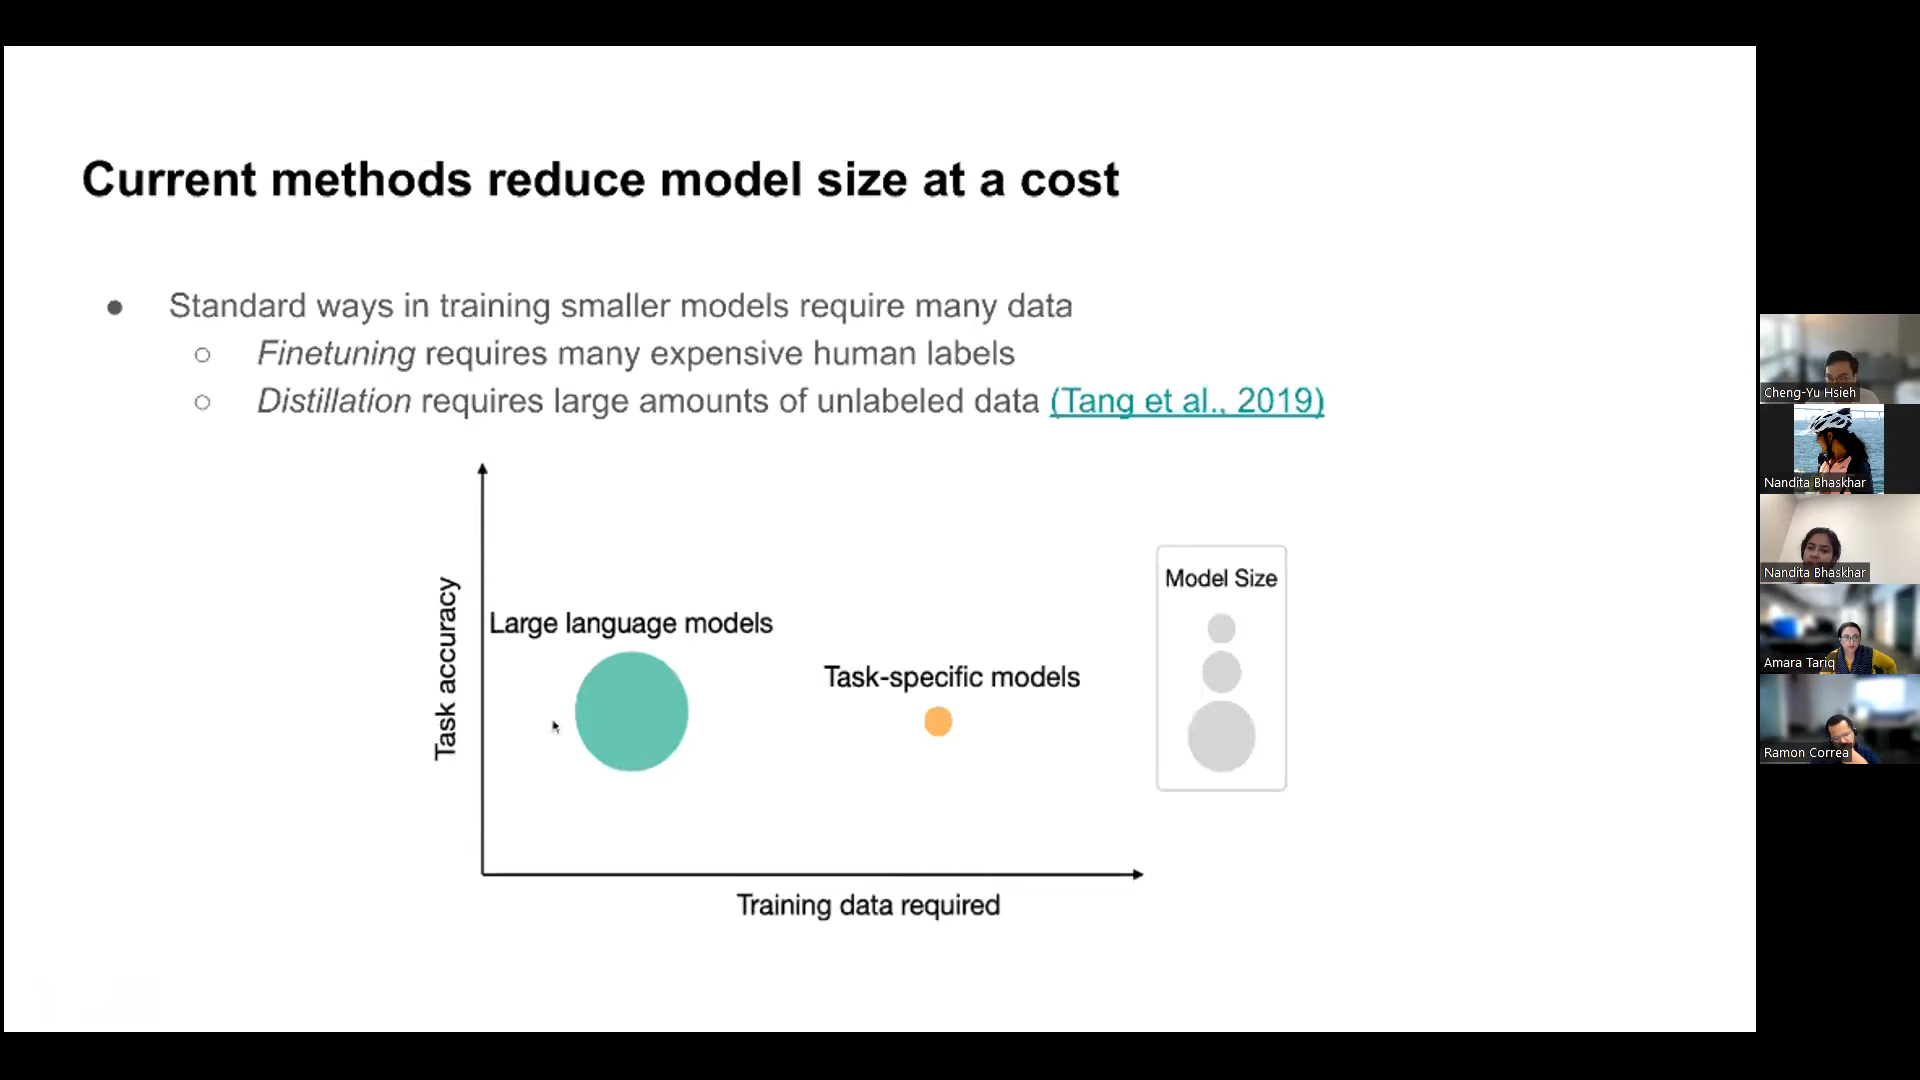 Current methods reduce model size at a cost
Standard ways in training smaller models require many data
Finetuning requires many expensive human labels
Distillation requires large amounts of unlabeled data (Tang et al., 2019)
Task accuracy
Large language models
Task-specific models
Model Size
Training data required
Cheng-Yu Hsieh
Nandita Bhaskhar
Nandita Bhaskhar
Amara Tariq
Ramon Correa